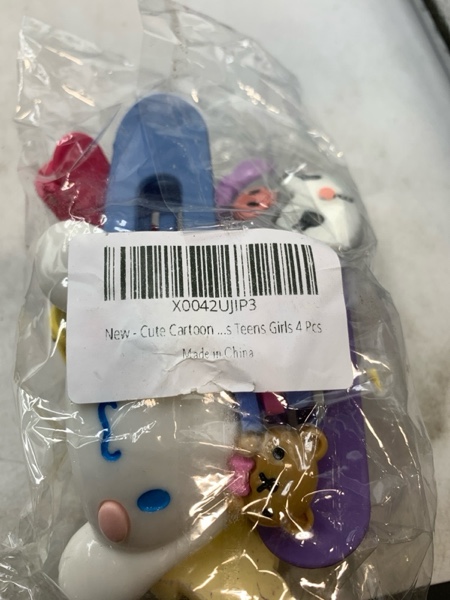 X0042UJIP3
New - Cute Cartoon ...s Teens Girls 4 Pcs
Made in China